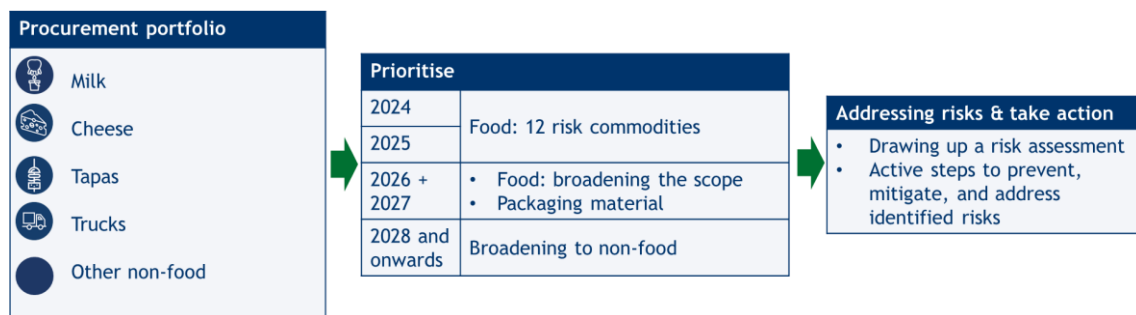 Procurement portfolio
Milk
Cheese
Tapas
Trucks
Other non-food
Prioritise
2024
2025
Food: 12 risk commodities
2026 +
2027
• Food: broadening the scope
• Packaging material
2028 and
onwards
Broadening to non-food
Addressing risks & take action
• Drawing up a risk assessment
• Active steps to prevent,
mitigate, and address
identified risks